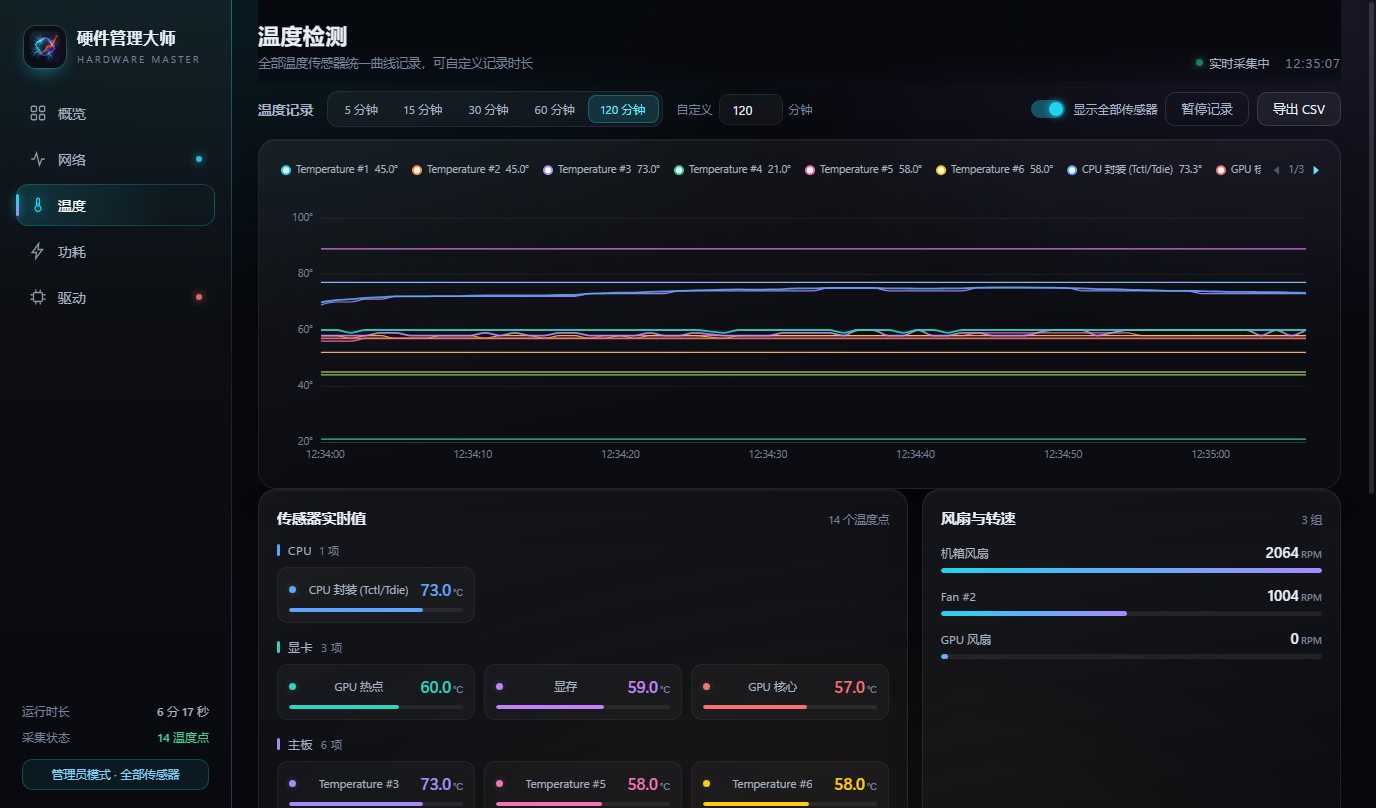 硬件管理大师
HARDWARE MASTER
概览
网络
温度
功耗
驱动
运行时长 6 分 17 秒
采集状态 14 温度点
管理员模式 · 全部传感器
温度检测
全部温度传感器统一曲线记录，可自定义记录时长
实时采集中 12:35:07
温度记录 5 分钟 15 分钟 30 分钟 60 分钟 120 分钟 自定义 120 分钟 显示全部传感器 暂停记录 导出 CSV
Temperature #1 45.0° Temperature #2 45.0° Temperature #3 73.0° Temperature #4 21.0° Temperature #5 58.0° Temperature #6 58.0° CPU 封装 (Tctl/Tdie) 73.3° GPU 1/3
100°
80°
60°
40°
20°
12:34:00 12:34:10 12:34:20 12:34:30 12:34:40 12:34:50 12:35:00
传感器实时值 14 个温度点
CPU 1 项
CPU 封装 (Tctl/Tdie) 73.0 °C
显卡 3 项
GPU 热点 60.0 °C 显存 59.0 °C GPU 核心 57.0 °C
主板 6 项
Temperature #3 73.0 °C Temperature #5 58.0 °C Temperature #6 58.0 °C
风扇与转速 3 组
机箱风扇 2064 RPM
Fan #2 1004 RPM
GPU 风扇 0 RPM